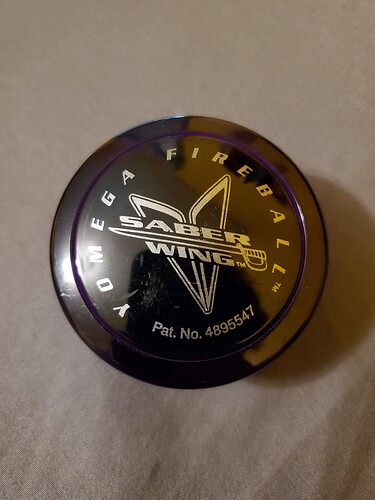 YOMEGA FIREBALL™
SABER
WING™
Pat. No. 4895547